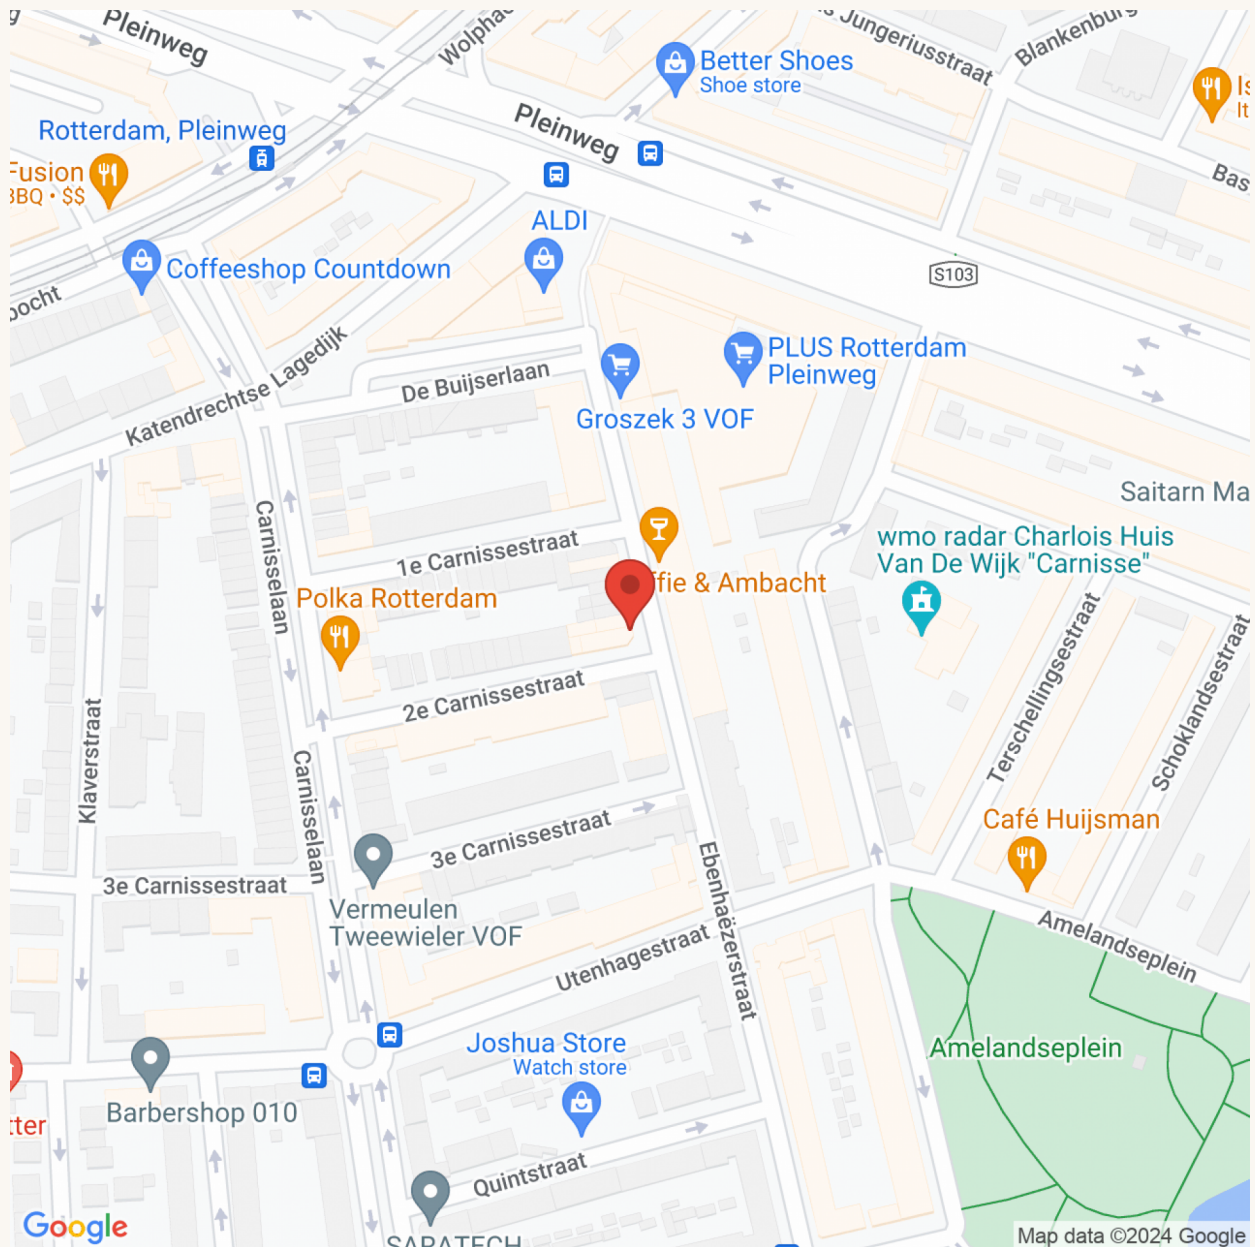 Pleinweg
Better Shoes
Shoe store
Blankenburg
Rotterdam, Pleinweg
Pleinweg
Fusion
BBQ • $$
ALDI
Coffeeshop Countdown
S103
Katendrechtse Lagedijk
De Buijserlaan
PLUS Rotterdam
Pleinweg
Groszek 3 VOF
Saitarn Ma
Carnisselaan
1e Carnissestraat
wmo radar Charlois Huis
Van De Wijk "Carnisse"
ffie & Ambacht
Polka Rotterdam
2e Carnissestraat
Klaverstraat
Terschellingsestraat
Schoklandsestraat
Carnisselaan
3e Carnissestraat
Café Huijsman
Ebenhaëzerstraat
3e Carnissestraat
Vermeulen
Tweewieler VOF
Utenhagestraat
Amelandseplein
Joshua Store
Watch store
Amelandseplein
Barbershop 010
tter
Quintstraat
SARATECH
Google
Map data ©2024 Google